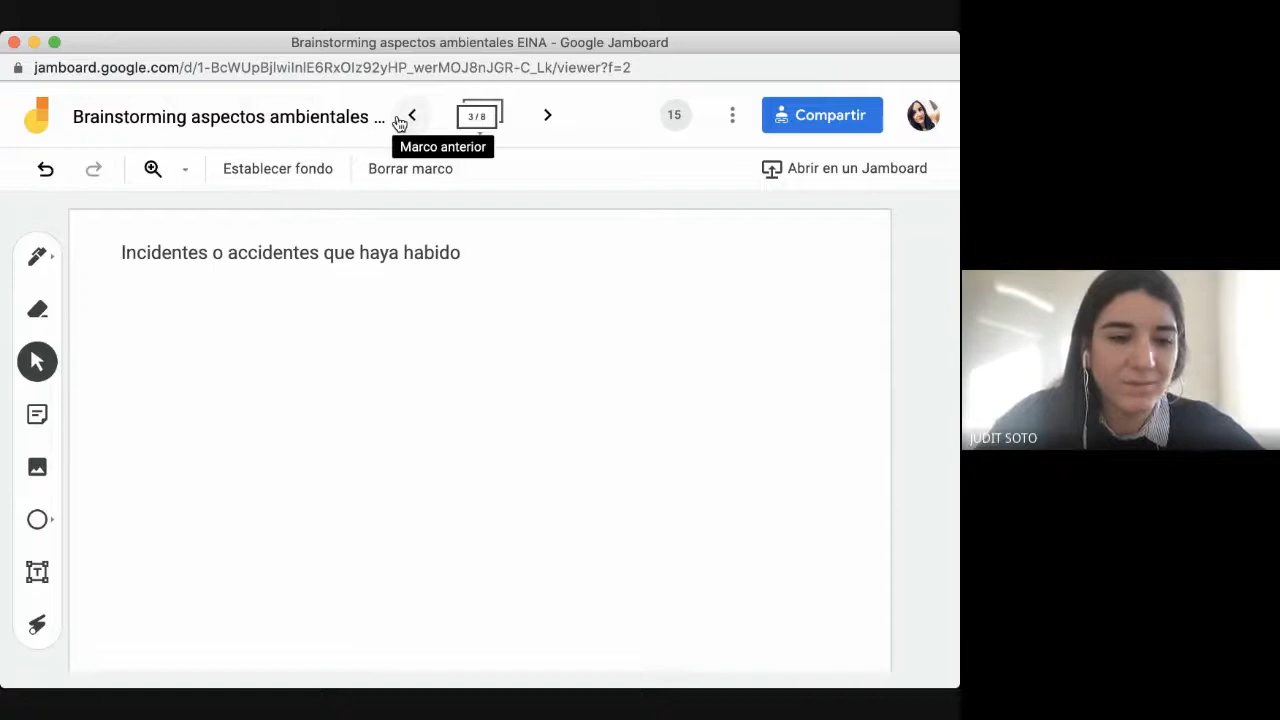 Brainstorming aspectos ambientales EINA - Google Jamboard
jamboard.google.com/d/1-BcWUpBjlwiInlE6RxOIz92yHP_werMOJ8nJGR-C_Lk/viewer?f=2
Brainstorming aspectos ambientales ...
3 / 8
15
Compartir
Marco anterior
Establecer fondo
Borrar marco
Abrir en un Jamboard
Incidentes o accidentes que haya habido
T
JUDIT SOTO